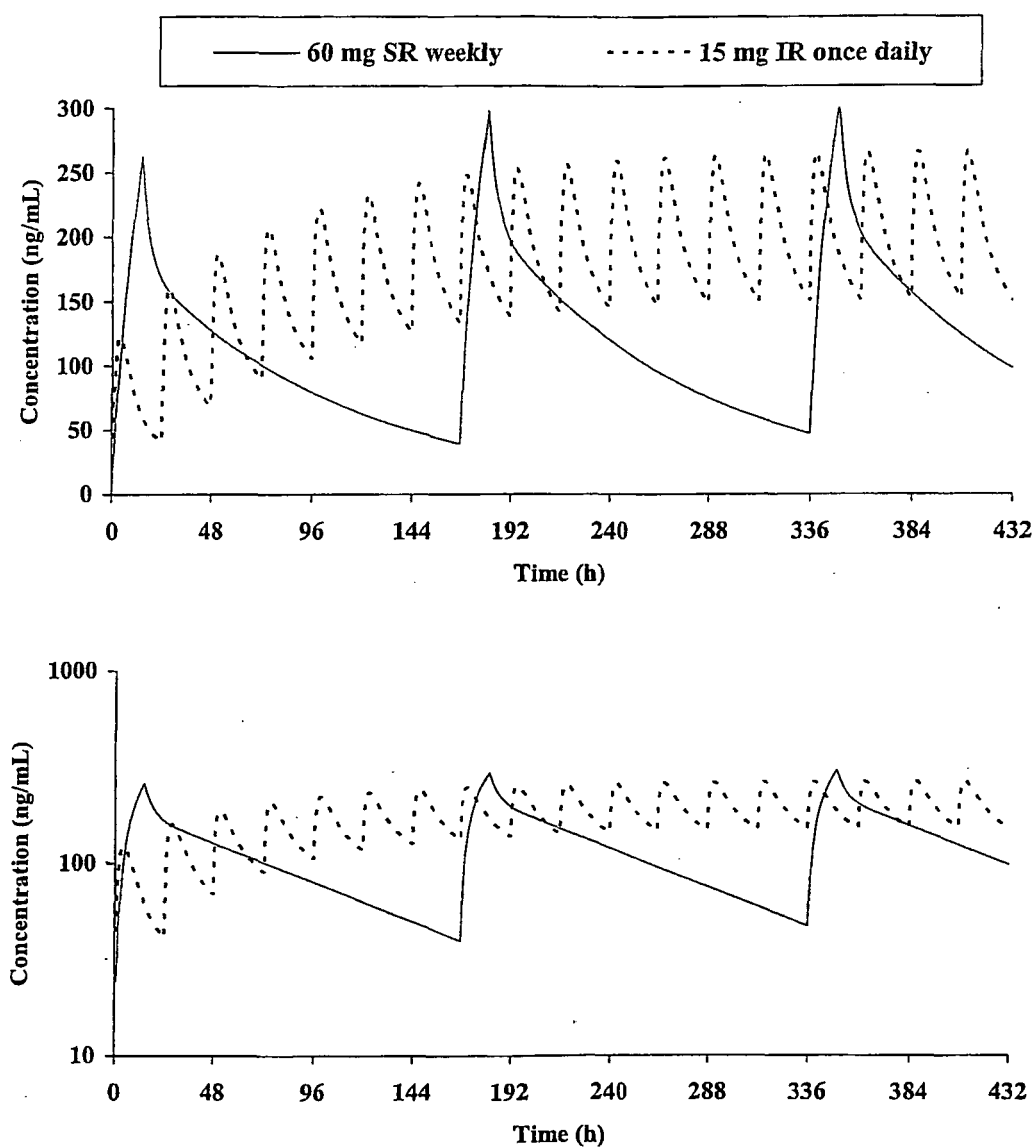 60 mg SR weekly 15 mg IR once daily
300
250
200
150
100
50
0
Concentration (ng/mL)
0 48 96 144 192 240 288 336 384 432
Time (h)
1000
100
10
Concentration (ng/mL)
0 48 96 144 192 240 288 336 384 432
Time (h)